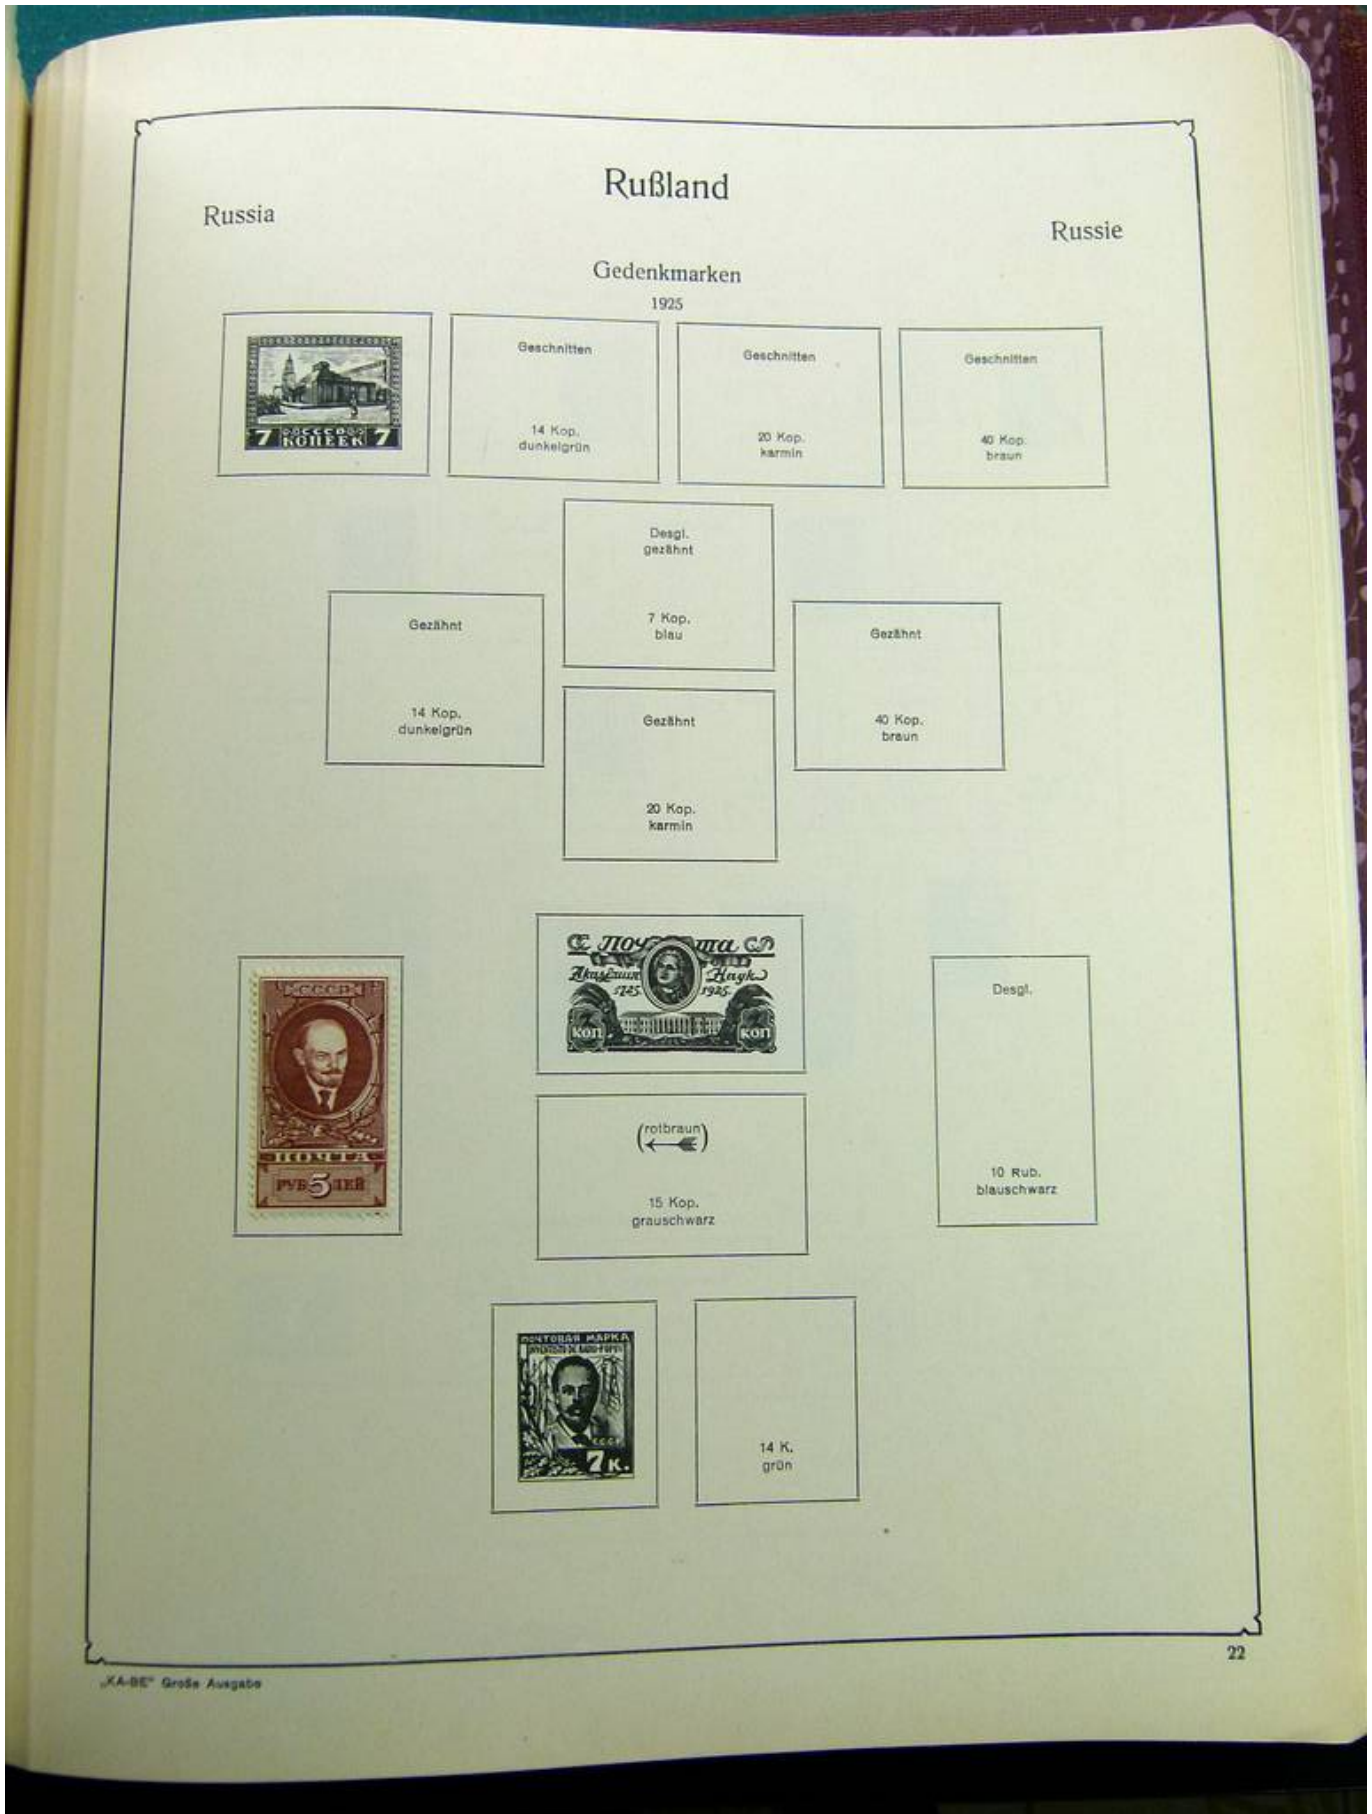 Rußland
Russia
Russie
Gedenkmarken
1925
7 СССР КОПЕЕК 7
Geschnitten
14 Kop.
dunkelgrün
Geschnitten
20 Kop.
karmin
Geschnitten
40 Kop.
braun
Desgl.
gezähnt
7 Kop.
blau
Gezähnt
14 Kop.
dunkelgrün
Gezähnt
40 Kop.
braun
Gezähnt
20 Kop.
karmin
СССР
ПОЧТА
РУБ 5 ЛЕЙ
Почта
Академия Наук
1725 1925
КОП КОП
(rotbraun)
15 Kop.
grauschwarz
Desgl.
10 Rub.
blauschwarz
ПОЧТОВАЯ МАРКА
СССР
7 К.
14 K.
grün
22
„KA-BE" Große Ausgabe